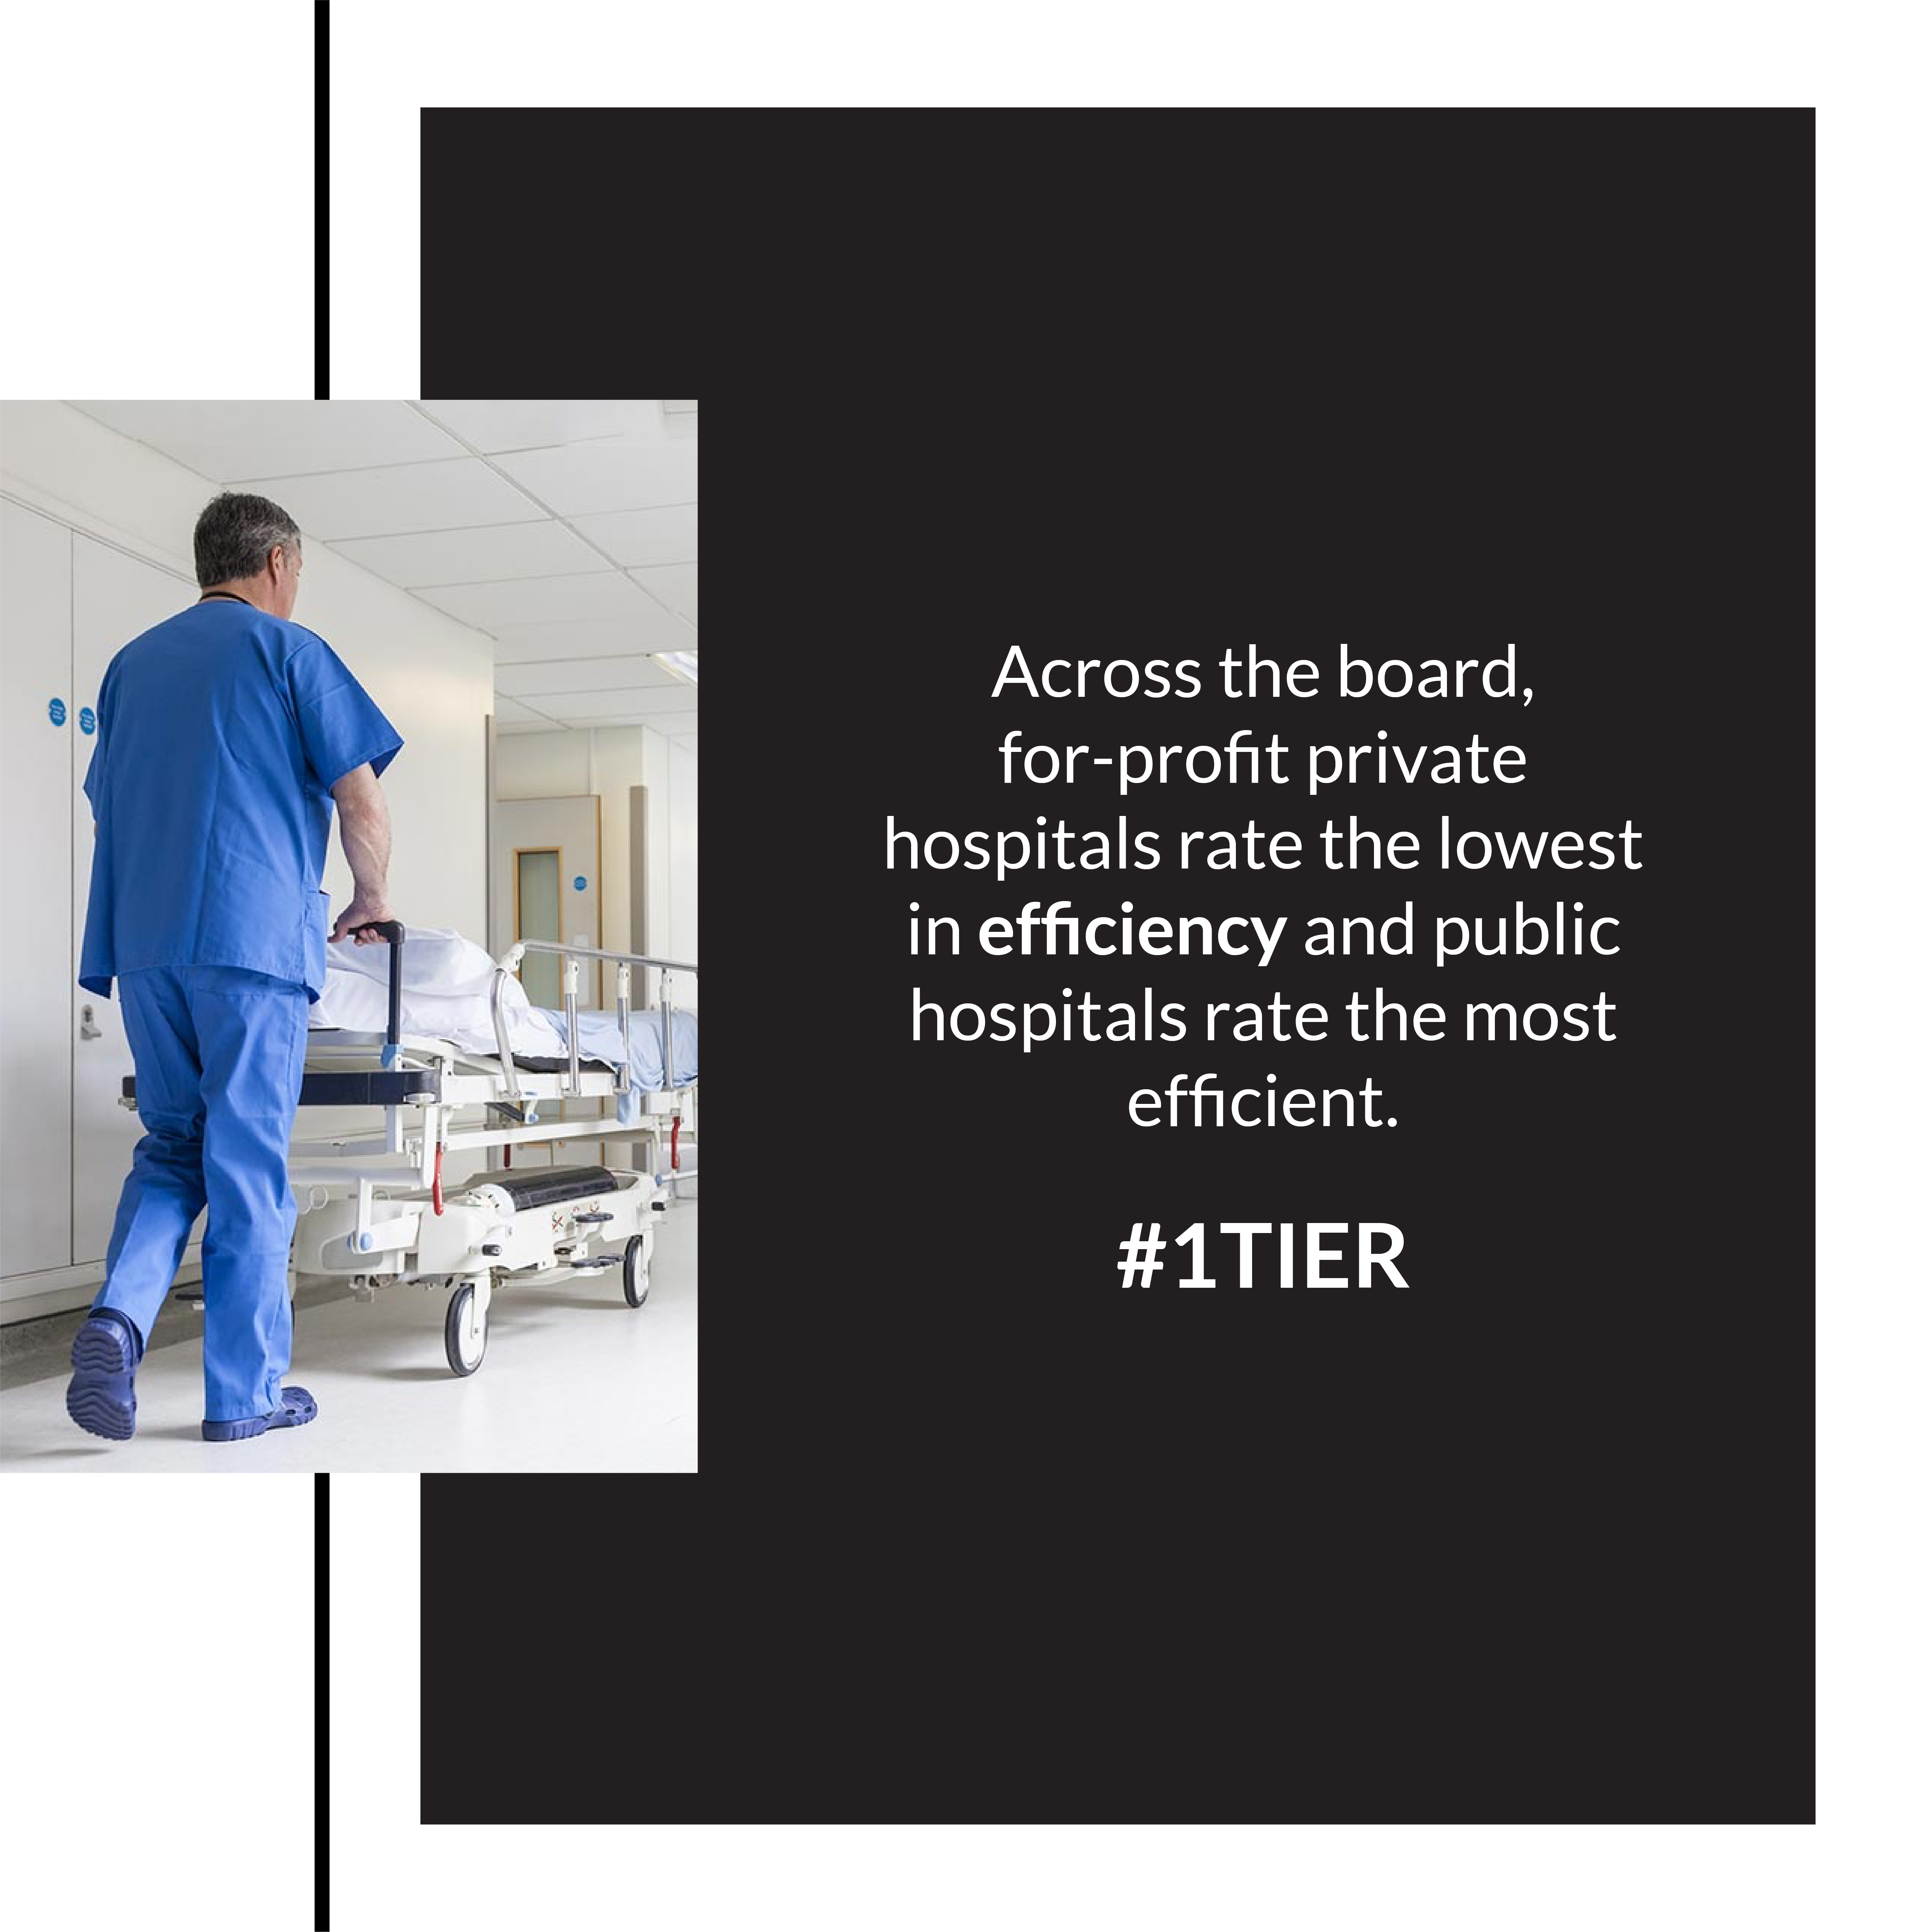 Across the board,
for-profit private
hospitals rate the lowest
in efficiency and public
hospitals rate the most
efficient.
#1TIER